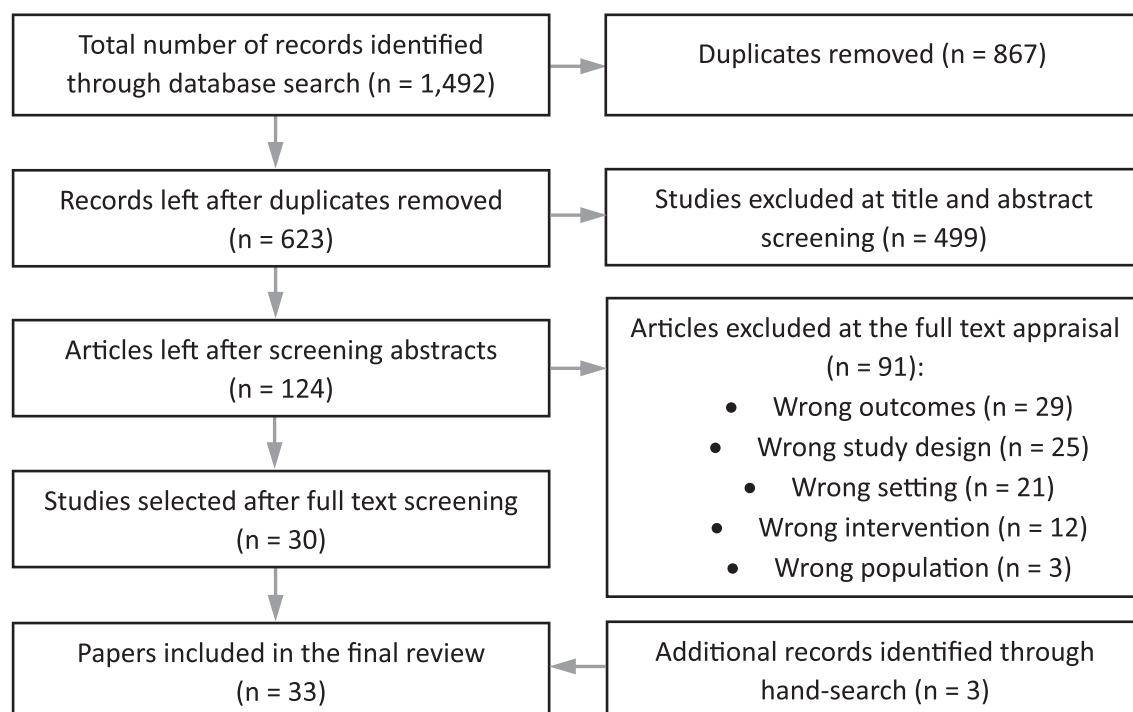 Total number of records identified
through database search (n = 1,492)
Duplicates removed (n = 867)
Records left after duplicates removed
(n = 623)
Studies excluded at title and abstract
screening (n = 499)
Articles left after screening abstracts
(n = 124)
Articles excluded at the full text appraisal
(n = 91):
• Wrong outcomes (n = 29)
• Wrong study design (n = 25)
• Wrong setting (n = 21)
• Wrong intervention (n = 12)
• Wrong population (n = 3)
Studies selected after full text screening
(n = 30)
Papers included in the final review
(n = 33)
Additional records identified through
hand-search (n = 3)